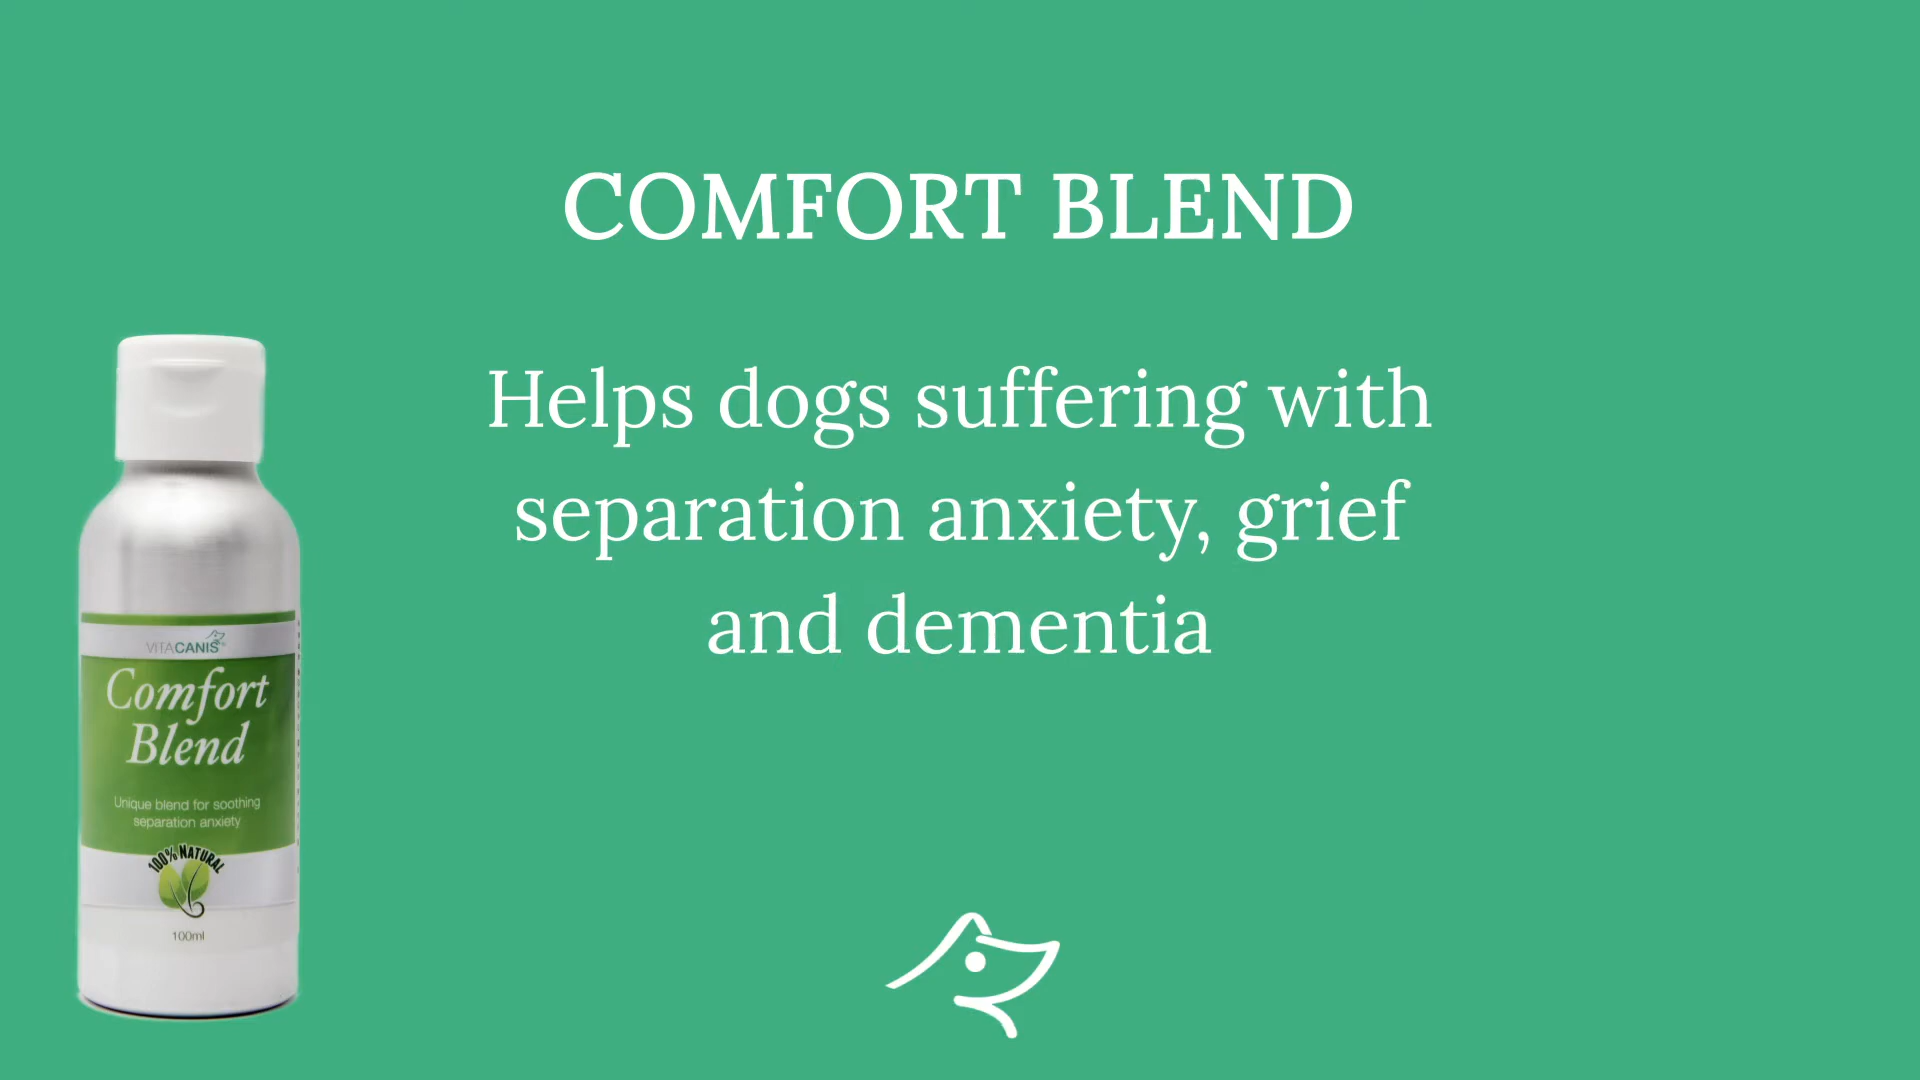 COMFORT BLEND
Helps dogs suffering with
separation anxiety, grief
and dementia
VITACANIS
Comfort
Blend
Unique blend for soothing
separation anxiety
100% NATURAL
100ml